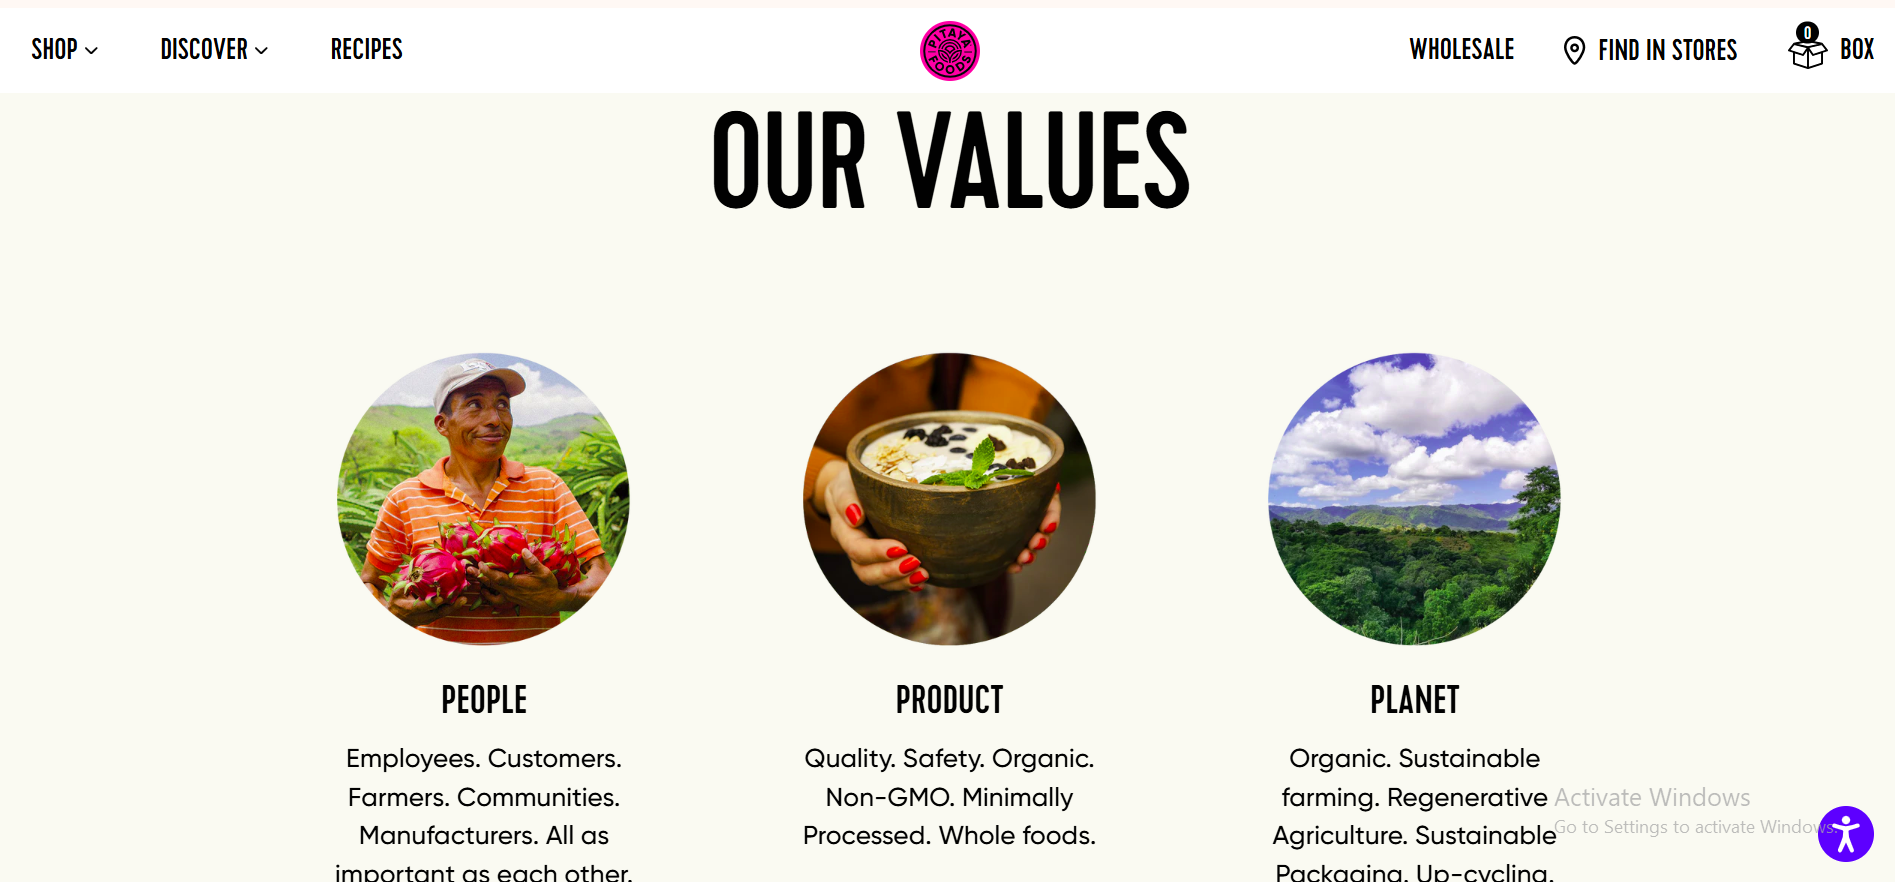 SHOP
DISCOVER
RECIPES
PITAYA
FOODS
WHOLESALE
FIND IN STORES
0
BOX
OUR VALUES
PEOPLE
Employees. Customers.
Farmers. Communities.
Manufacturers. All as
important as each other.
PRODUCT
Quality. Safety. Organic.
Non-GMO. Minimally
Processed. Whole foods.
PLANET
Organic. Sustainable
farming. Regenerative
Agriculture. Sustainable
Packaging. Up-cycling.
Activate Windows
Go to Settings to activate Windows.